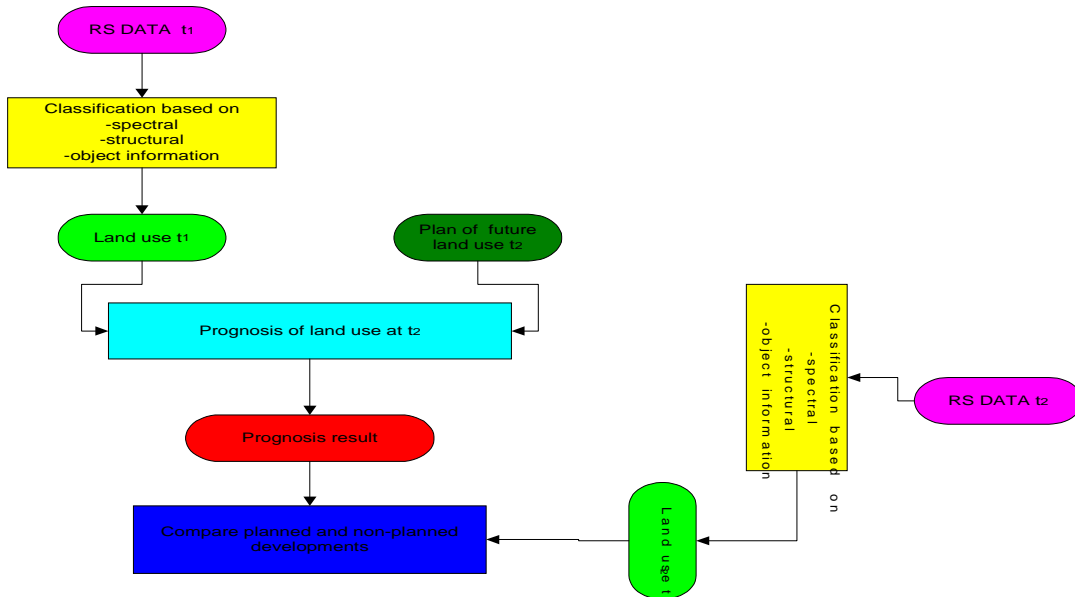 RS DATA t1
Classification based on
-spectral
-structural
-object information
Land use t1
Plan of future
land use t2
Prognosis of land use at t2
Prognosis result
Compare planned and non-planned
developments
Classification based on
-spectral
-structural
-object information
RS DATA t2
Land use t2